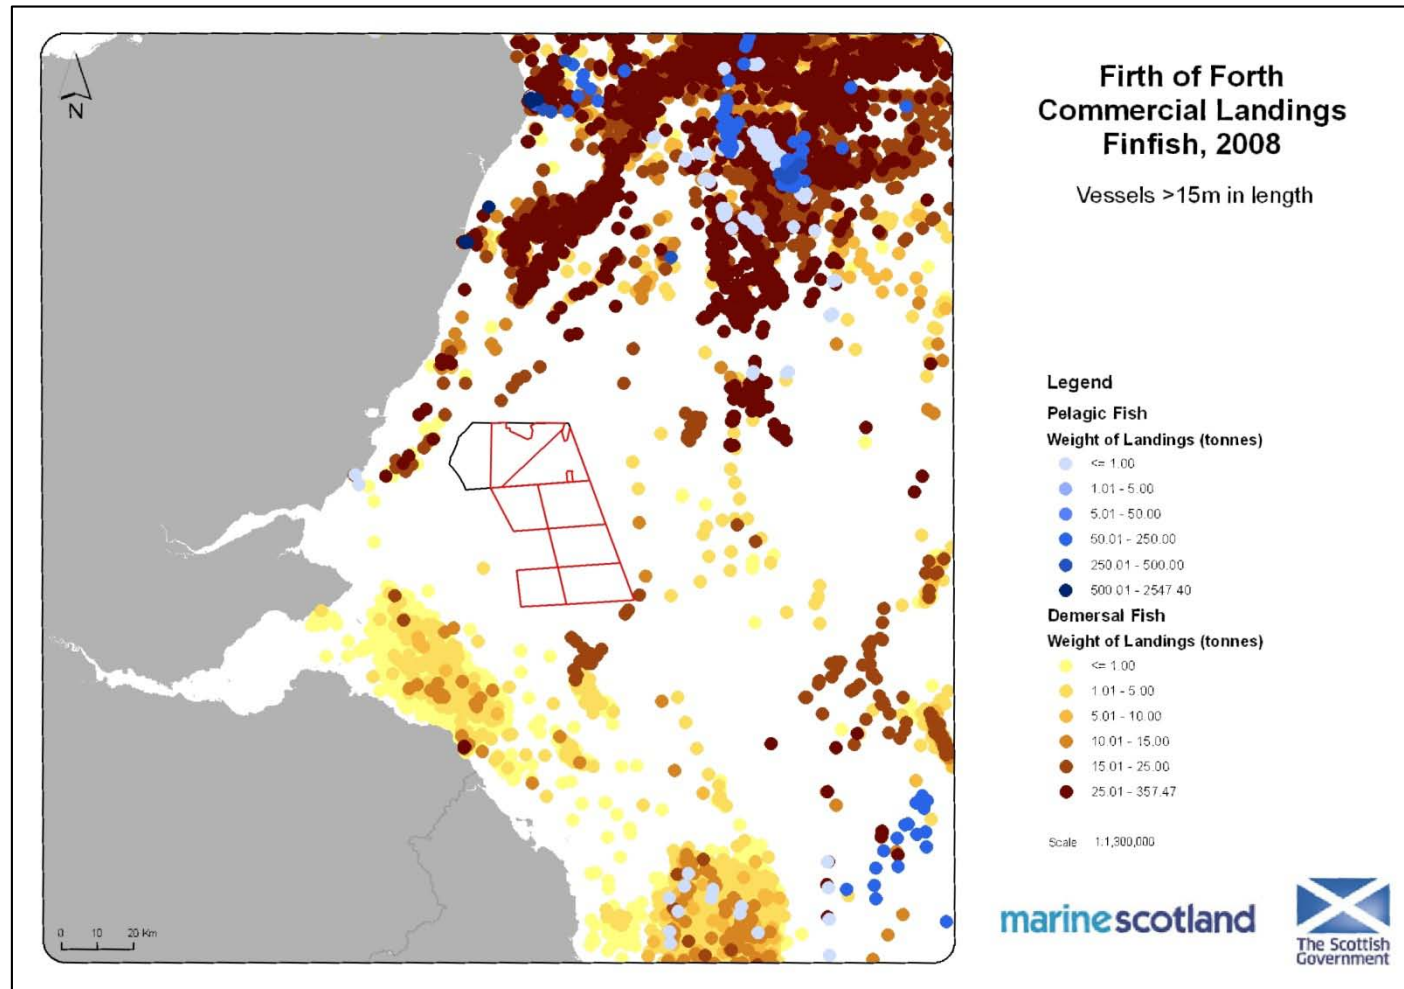 N
0 10 20 Km
Firth of Forth
Commercial Landings
Finfish, 2008
Vessels >15m in length
Legend
Pelagic Fish
Weight of Landings (tonnes)
<= 1.00
1.01 - 5.00
5.01 - 50.00
50.01 - 250.00
250.01 - 500.00
500.01 - 2547.40
Demersal Fish
Weight of Landings (tonnes)
<= 1.00
1.01 - 5.00
5.01 - 10.00
10.01 - 15.00
15.01 - 25.00
25.01 - 357.47
Scale 1:1,300,000
marinescotland
The Scottish
Government